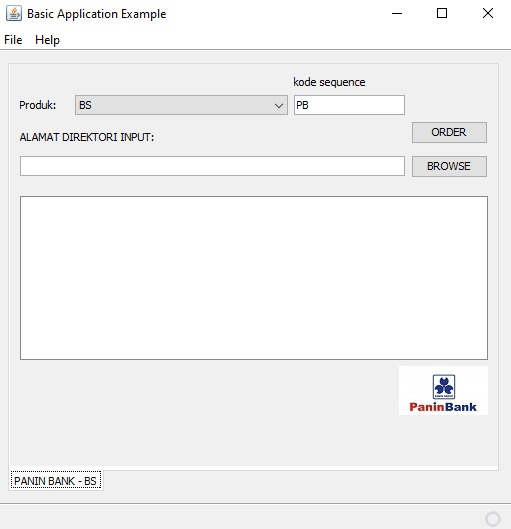 Basic Application Example
File Help
kode sequence
Produk: BS PB
ORDER
ALAMAT DIREKTORI INPUT:
BROWSE
PaninBank
PANIN BANK - BS